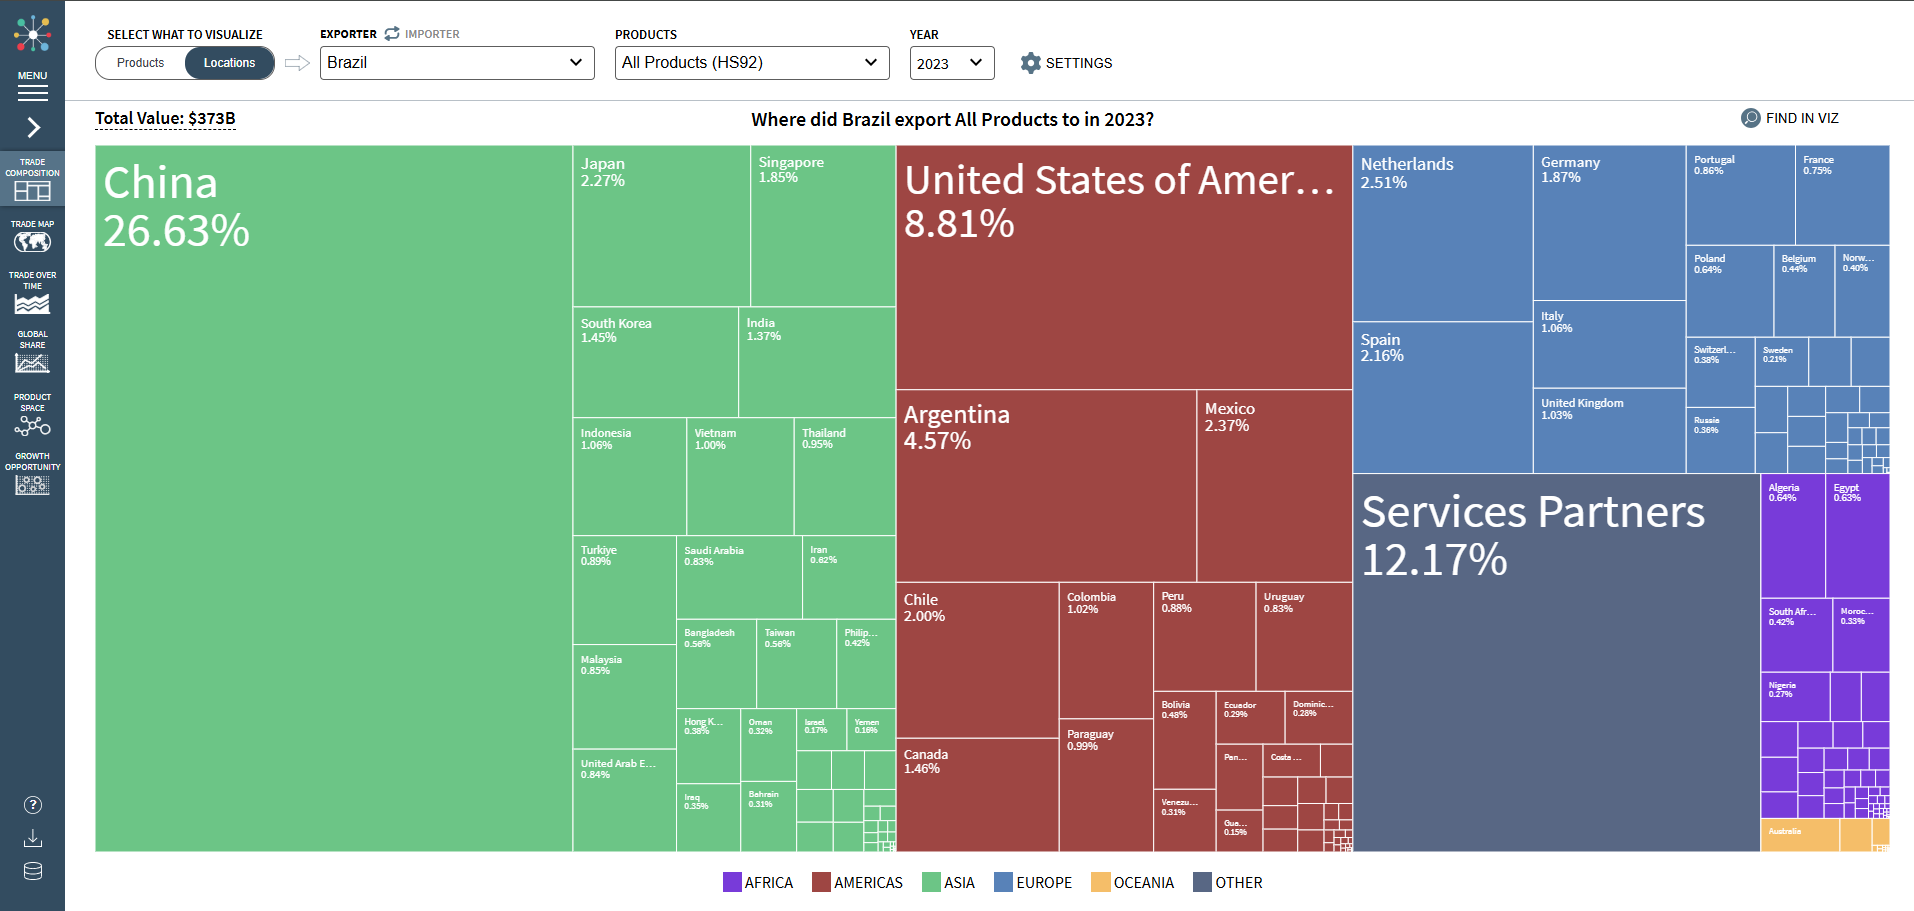 MENU
TRADE
COMPOSITION
TRADE MAP
TRADE OVER
TIME
GLOBAL
SHARE
PRODUCT
SPACE
GROWTH
OPPORTUNITY
?
SELECT WHAT TO VISUALIZE
Products
Locations
EXPORTER IMPORTER
Brazil
PRODUCTS
All Products (HS92)
YEAR
2023
SETTINGS
Total Value: $373B
Where did Brazil export All Products to in 2023?
FIND IN VIZ
China
26.63%
Japan
2.27%
Singapore
1.85%
South Korea
1.45%
India
1.37%
Indonesia
1.06%
Vietnam
1.00%
Thailand
0.95%
Turkiye
0.89%
Saudi Arabia
0.83%
Iran
0.62%
Malaysia
0.85%
Bangladesh
0.56%
Taiwan
0.56%
Philip...
0.42%
United Arab E...
0.84%
Hong K...
0.38%
Oman
0.32%
Israel
0.17%
Yemen
0.16%
Iraq
0.35%
Bahrain
0.31%
United States of Amer...
8.81%
Argentina
4.57%
Mexico
2.37%
Chile
2.00%
Colombia
1.02%
Peru
0.88%
Uruguay
0.83%
Canada
1.46%
Paraguay
0.99%
Bolivia
0.48%
Ecuador
0.29%
Dominic...
0.28%
Venezu...
0.31%
Pan...
Costa ...
Gua...
0.15%
Netherlands
2.51%
Spain
2.16%
Germany
1.87%
Italy
1.06%
United Kingdom
1.03%
Portugal
0.86%
France
0.75%
Poland
0.64%
Belgium
0.44%
Norw...
0.40%
Switzerl...
0.38%
Sweden
0.21%
Russia
0.36%
Services Partners
12.17%
Algeria
0.64%
Egypt
0.63%
South Afr...
0.42%
Moroc...
0.33%
Nigeria
0.27%
Australia
AFRICA
AMERICAS
ASIA
EUROPE
OCEANIA
OTHER